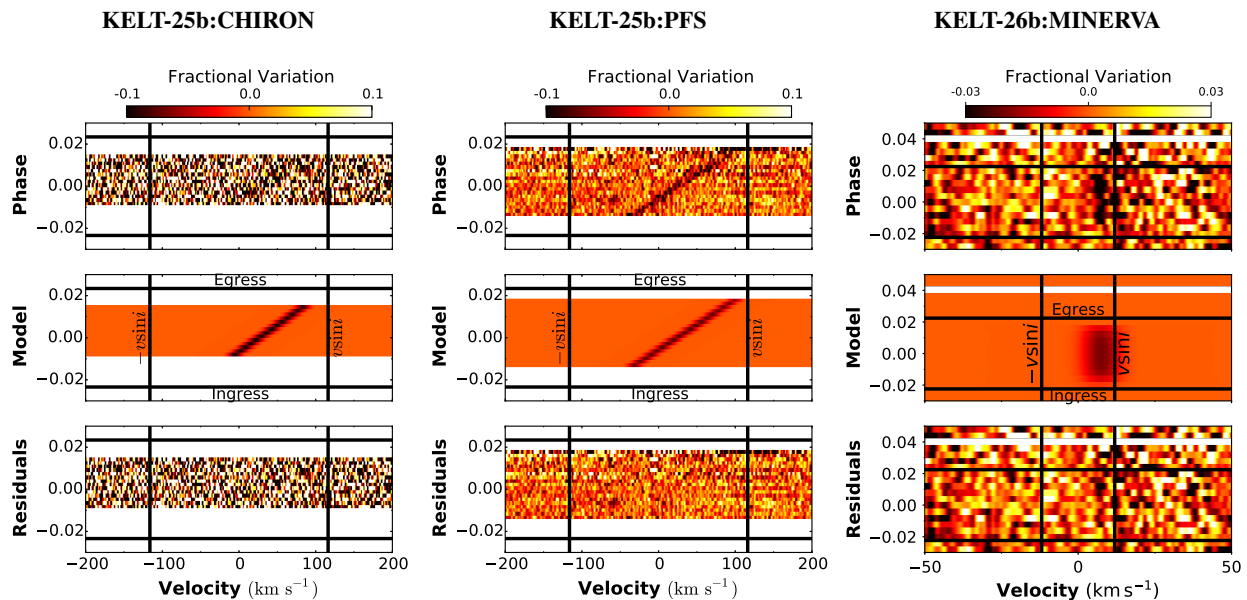 KELT-25b:CHIRON
KELT-25b:PFS
KELT-26b:MINERVA
Fractional Variation
-0.1 0.0 0.1
Fractional Variation
-0.1 0.0 0.1
Fractional Variation
-0.03 0.0 0.03
Phase
0.02
0.00
−0.02
Phase
0.02
0.00
−0.02
Phase
0.04
0.02
0.00
−0.02
Model
0.02
0.00
−0.02
Egress
−vsini
vsini
Ingress
Model
0.02
0.00
−0.02
Egress
−vsini
vsini
Ingress
Model
0.04
0.02
0.00
−0.02
Egress
−vsini
vsini
Ingress
Residuals
0.02
0.00
−0.02
−200 −100 0 100 200
Velocity (km s−1)
Residuals
0.02
0.00
−0.02
−200 −100 0 100 200
Velocity (km s−1)
Residuals
0.04
0.02
0.00
−0.02
−50 0 50
Velocity (km s−1)